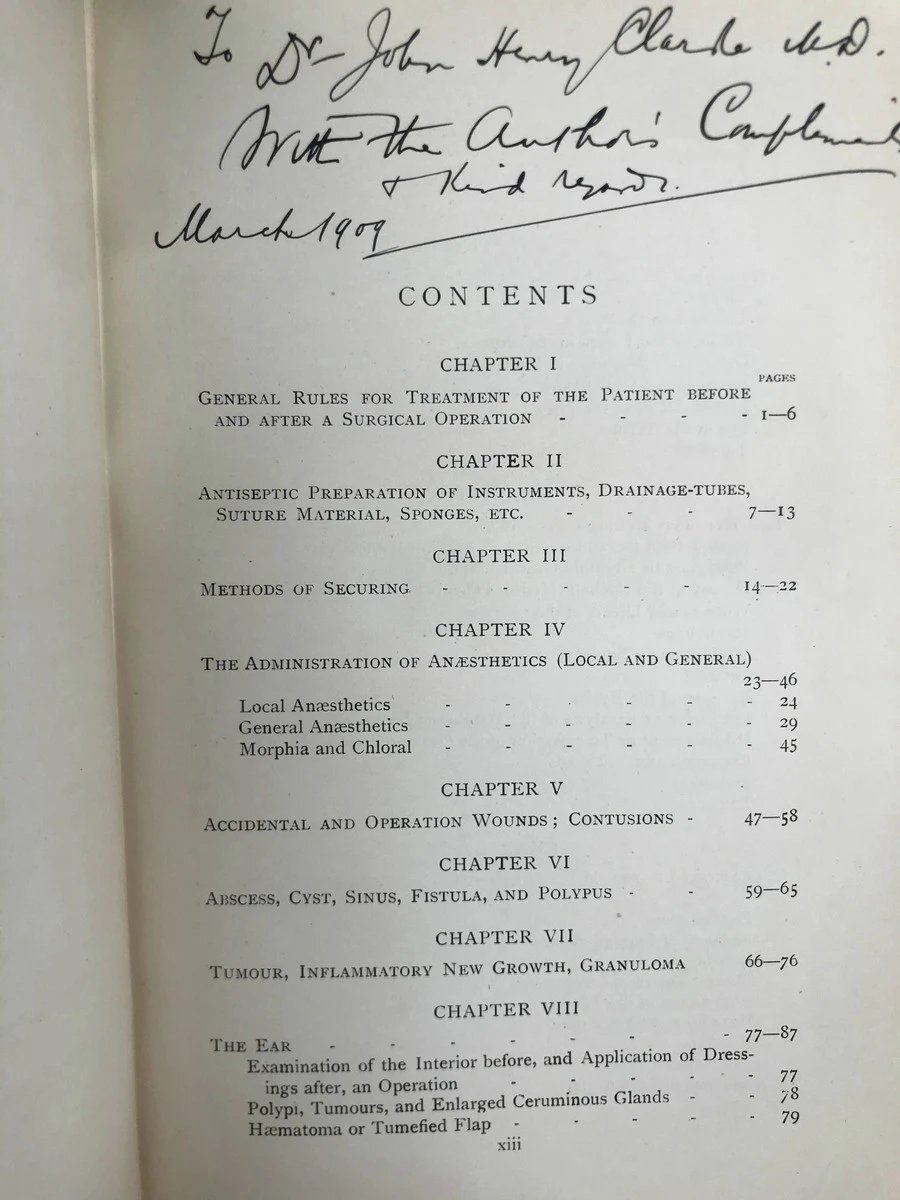 To Dr John Henry Clarke M.D.
With the Author's Compliments
& Kind regards.
March 1909
CONTENTS
CHAPTER I
PAGES
GENERAL RULES FOR TREATMENT OF THE PATIENT BEFORE
AND AFTER A SURGICAL OPERATION - - - - 1—6
CHAPTER II
ANTISEPTIC PREPARATION OF INSTRUMENTS, DRAINAGE-TUBES,
SUTURE MATERIAL, SPONGES, ETC. - - - 7—13
CHAPTER III
METHODS OF SECURING - - - - - 14—22
CHAPTER IV
THE ADMINISTRATION OF ANÆSTHETICS (LOCAL AND GENERAL)
23—46
Local Anæsthetics - - - - - 24
General Anæsthetics - - - - - - 29
Morphia and Chloral - - - - - - 45
CHAPTER V
ACCIDENTAL AND OPERATION WOUNDS; CONTUSIONS - 47—58
CHAPTER VI
ABSCESS, CYST, SINUS, FISTULA, AND POLYPUS - - 59—65
CHAPTER VII
TUMOUR, INFLAMMATORY NEW GROWTH, GRANULOMA 66—76
CHAPTER VIII
THE EAR - - - - - - - 77—87
Examination of the Interior before, and Application of Dress-
ings after, an Operation - - - - - 77
Polypi, Tumours, and Enlarged Ceruminous Glands - - 78
Hæmatoma or Tumefied Flap - - - - - 79
xiii